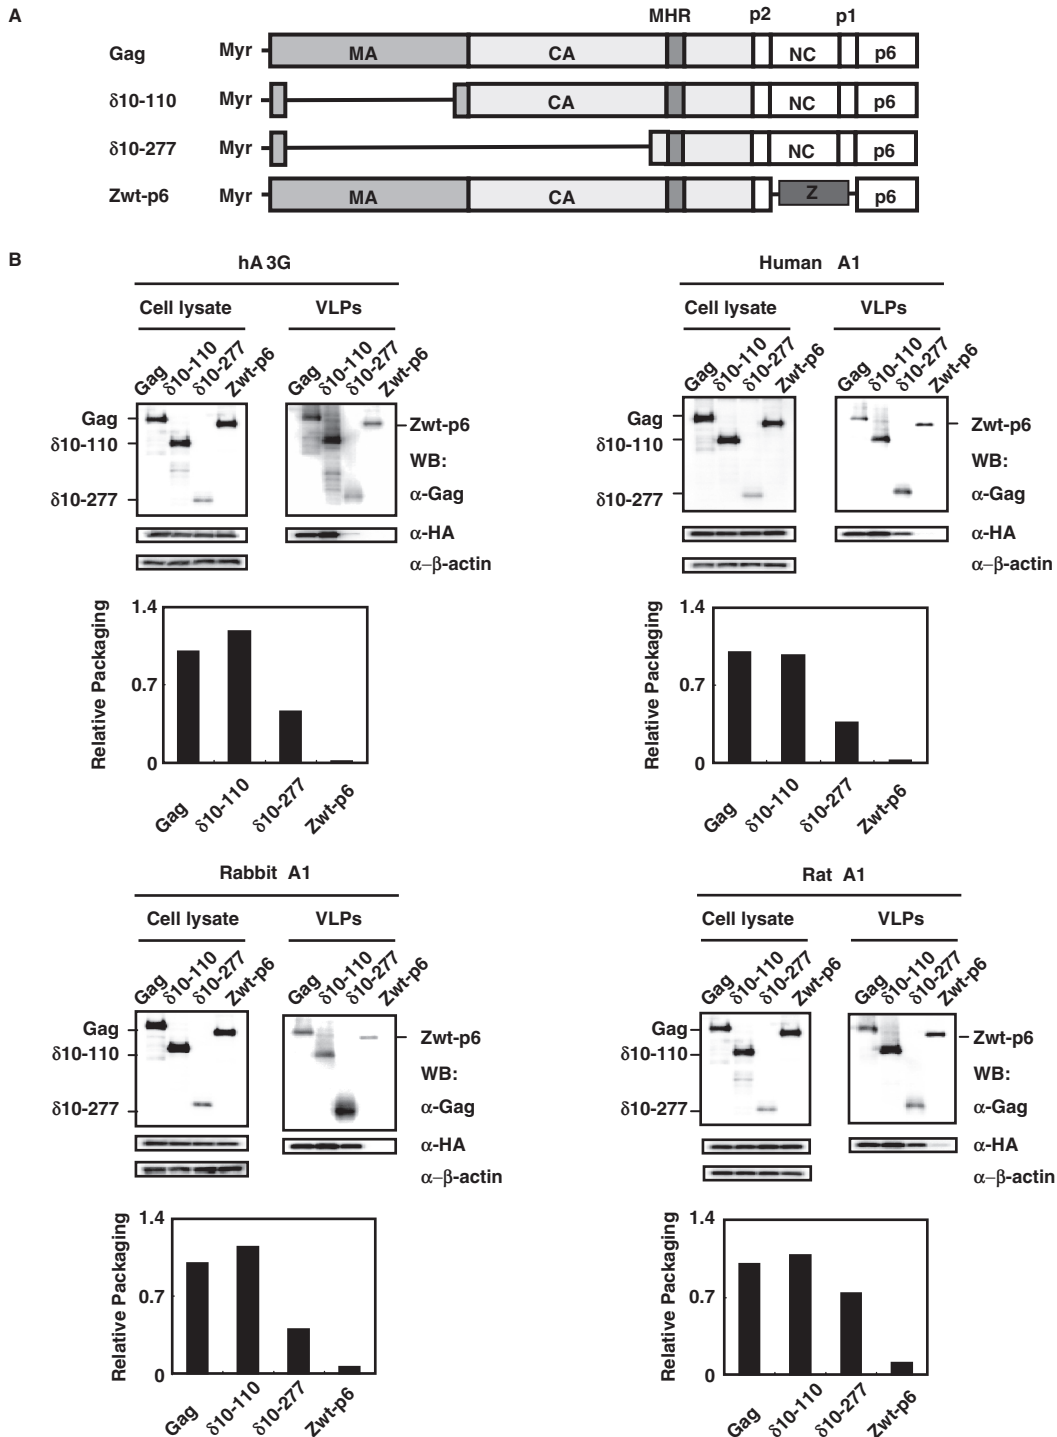 A
MHR p2 p1
Gag Myr MA CA NC p6
δ10-110 Myr CA NC p6
δ10-277 Myr NC p6
Zwt-p6 Myr MA CA Z p6
B
hA3G
Cell lysate VLPs
Gag δ10-110 δ10-277 Zwt-p6 Gag δ10-110 δ10-277 Zwt-p6
Gag
δ10-110
δ10-277
Zwt-p6
WB:
α-Gag
α-HA
α–β-actin
Relative Packaging
1.4
0.7
0
Gag δ10-110 δ10-277 Zwt-p6
Human A1
Cell lysate VLPs
Gag δ10-110 δ10-277 Zwt-p6 Gag δ10-110 δ10-277 Zwt-p6
Gag
δ10-110
δ10-277
Zwt-p6
WB:
α-Gag
α-HA
α–β-actin
Relative Packaging
1.4
0.7
0
Gag δ10-110 δ10-277 Zwt-p6
Rabbit A1
Cell lysate VLPs
Gag δ10-110 δ10-277 Zwt-p6 Gag δ10-110 δ10-277 Zwt-p6
Gag
δ10-110
δ10-277
Zwt-p6
WB:
α-Gag
α-HA
α–β-actin
Relative Packaging
1.4
0.7
0
Gag δ10-110 δ10-277 Zwt-p6
Rat A1
Cell lysate VLPs
Gag δ10-110 δ10-277 Zwt-p6 Gag δ10-110 δ10-277 Zwt-p6
Gag
δ10-110
δ10-277
Zwt-p6
WB:
α-Gag
α-HA
α–β-actin
Relative Packaging
1.4
0.7
0
Gag δ10-110 δ10-277 Zwt-p6